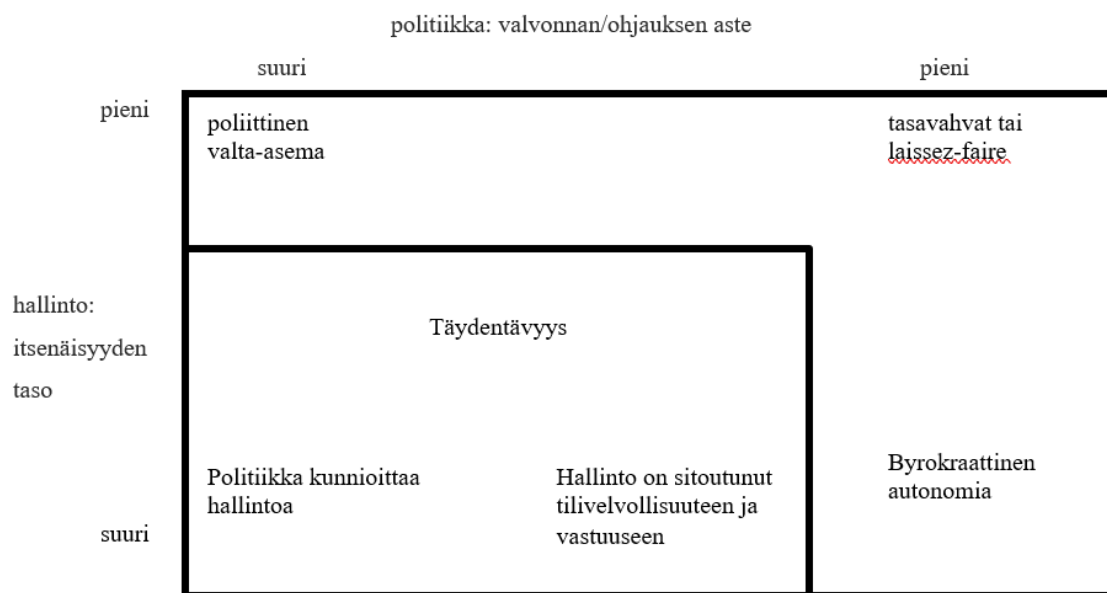 politiikka: valvonnan/ohjauksen aste
suuri
pieni
pieni
poliittinen
valta-asema
tasavahvat tai
laissez-faire
hallinto:
itsenäisyyden
taso
Täydentävyys
Politiikka kunnioittaa
hallintoa
Hallinto on sitoutunut
tilivelvollisuuteen ja
vastuuseen
Byrokraattinen
autonomia
suuri